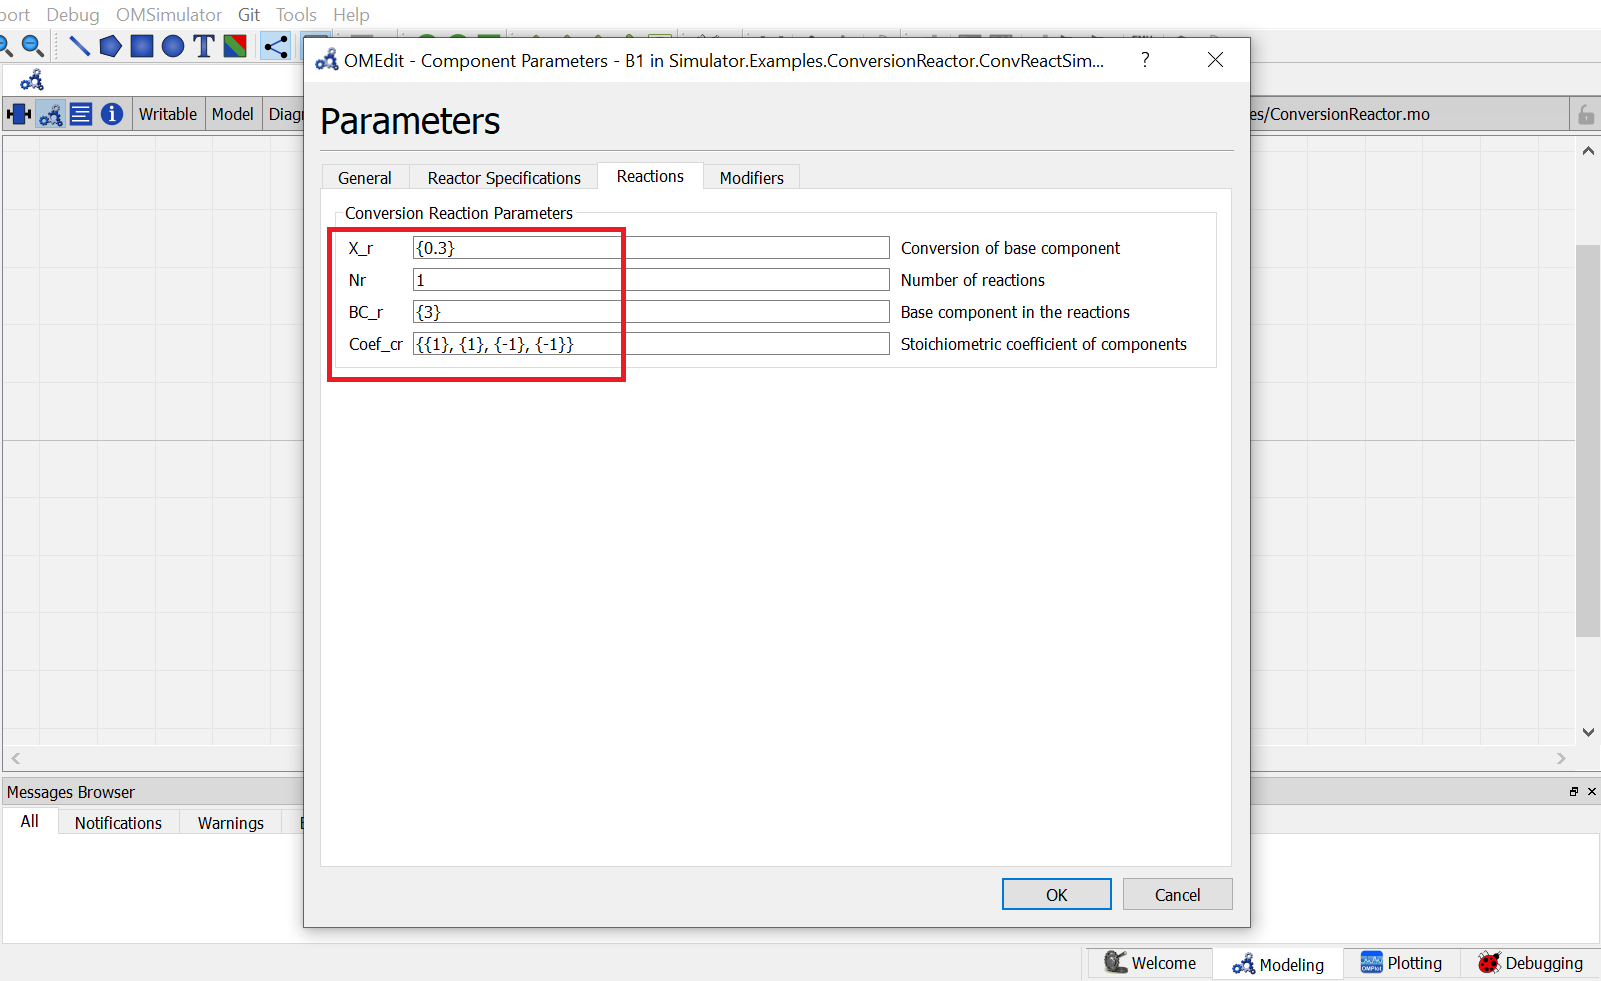 port Debug OMSimulator Git Tools Help
T
OMEdit - Component Parameters - B1 in Simulator.Examples.ConversionReactor.ConvReactSim... ?
i Writable Model Diagr es/ConversionReactor.mo
Parameters
General Reactor Specifications Reactions Modifiers
Conversion Reaction Parameters
X_r {0.3} Conversion of base component
Nr 1 Number of reactions
BC_r {3} Base component in the reactions
Coef_cr {{1}, {1}, {-1}, {-1}} Stoichiometric coefficient of components
Messages Browser
All Notifications Warnings
OK Cancel
Welcome Modeling OMPlot Plotting Debugging